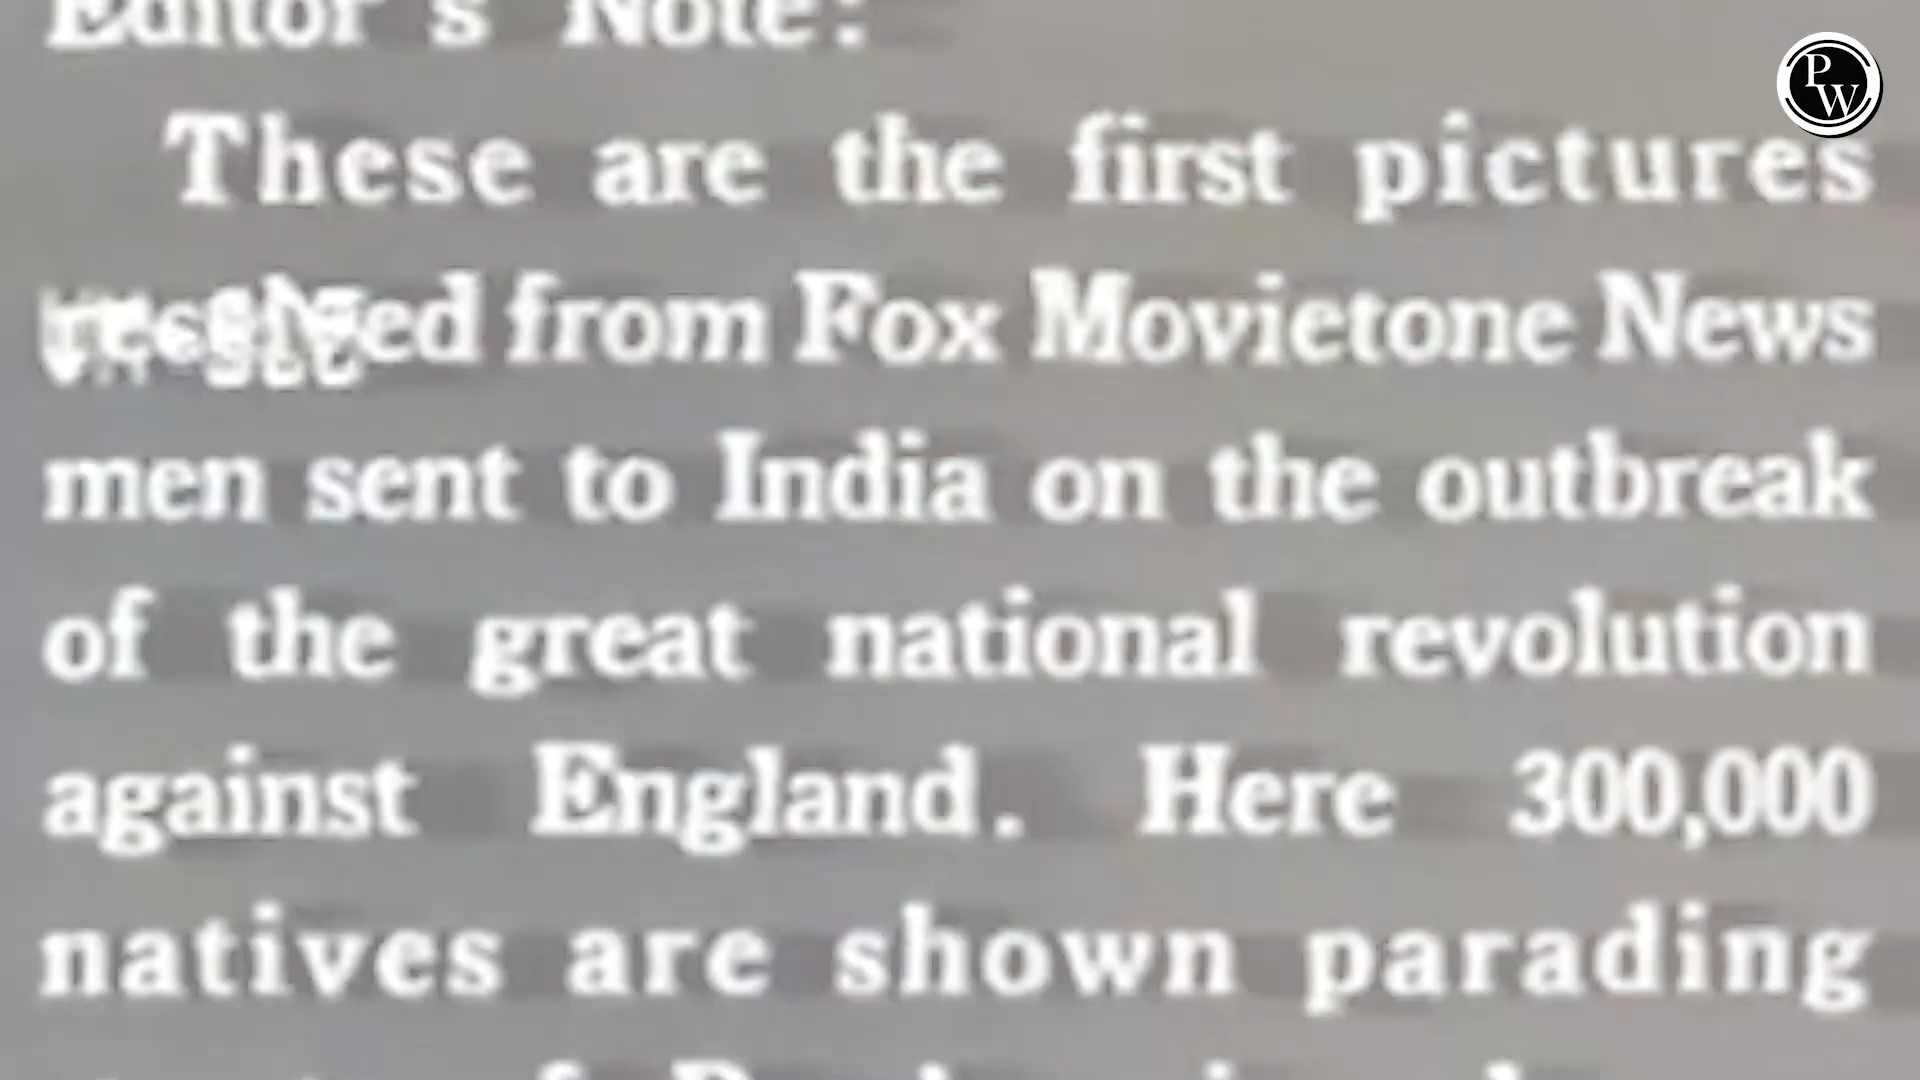 Editor's Note:
PW
These are the first pictures
received from Fox Movietone News
men sent to India on the outbreak
of the great national revolution
against England. Here 300,000
natives are shown parading